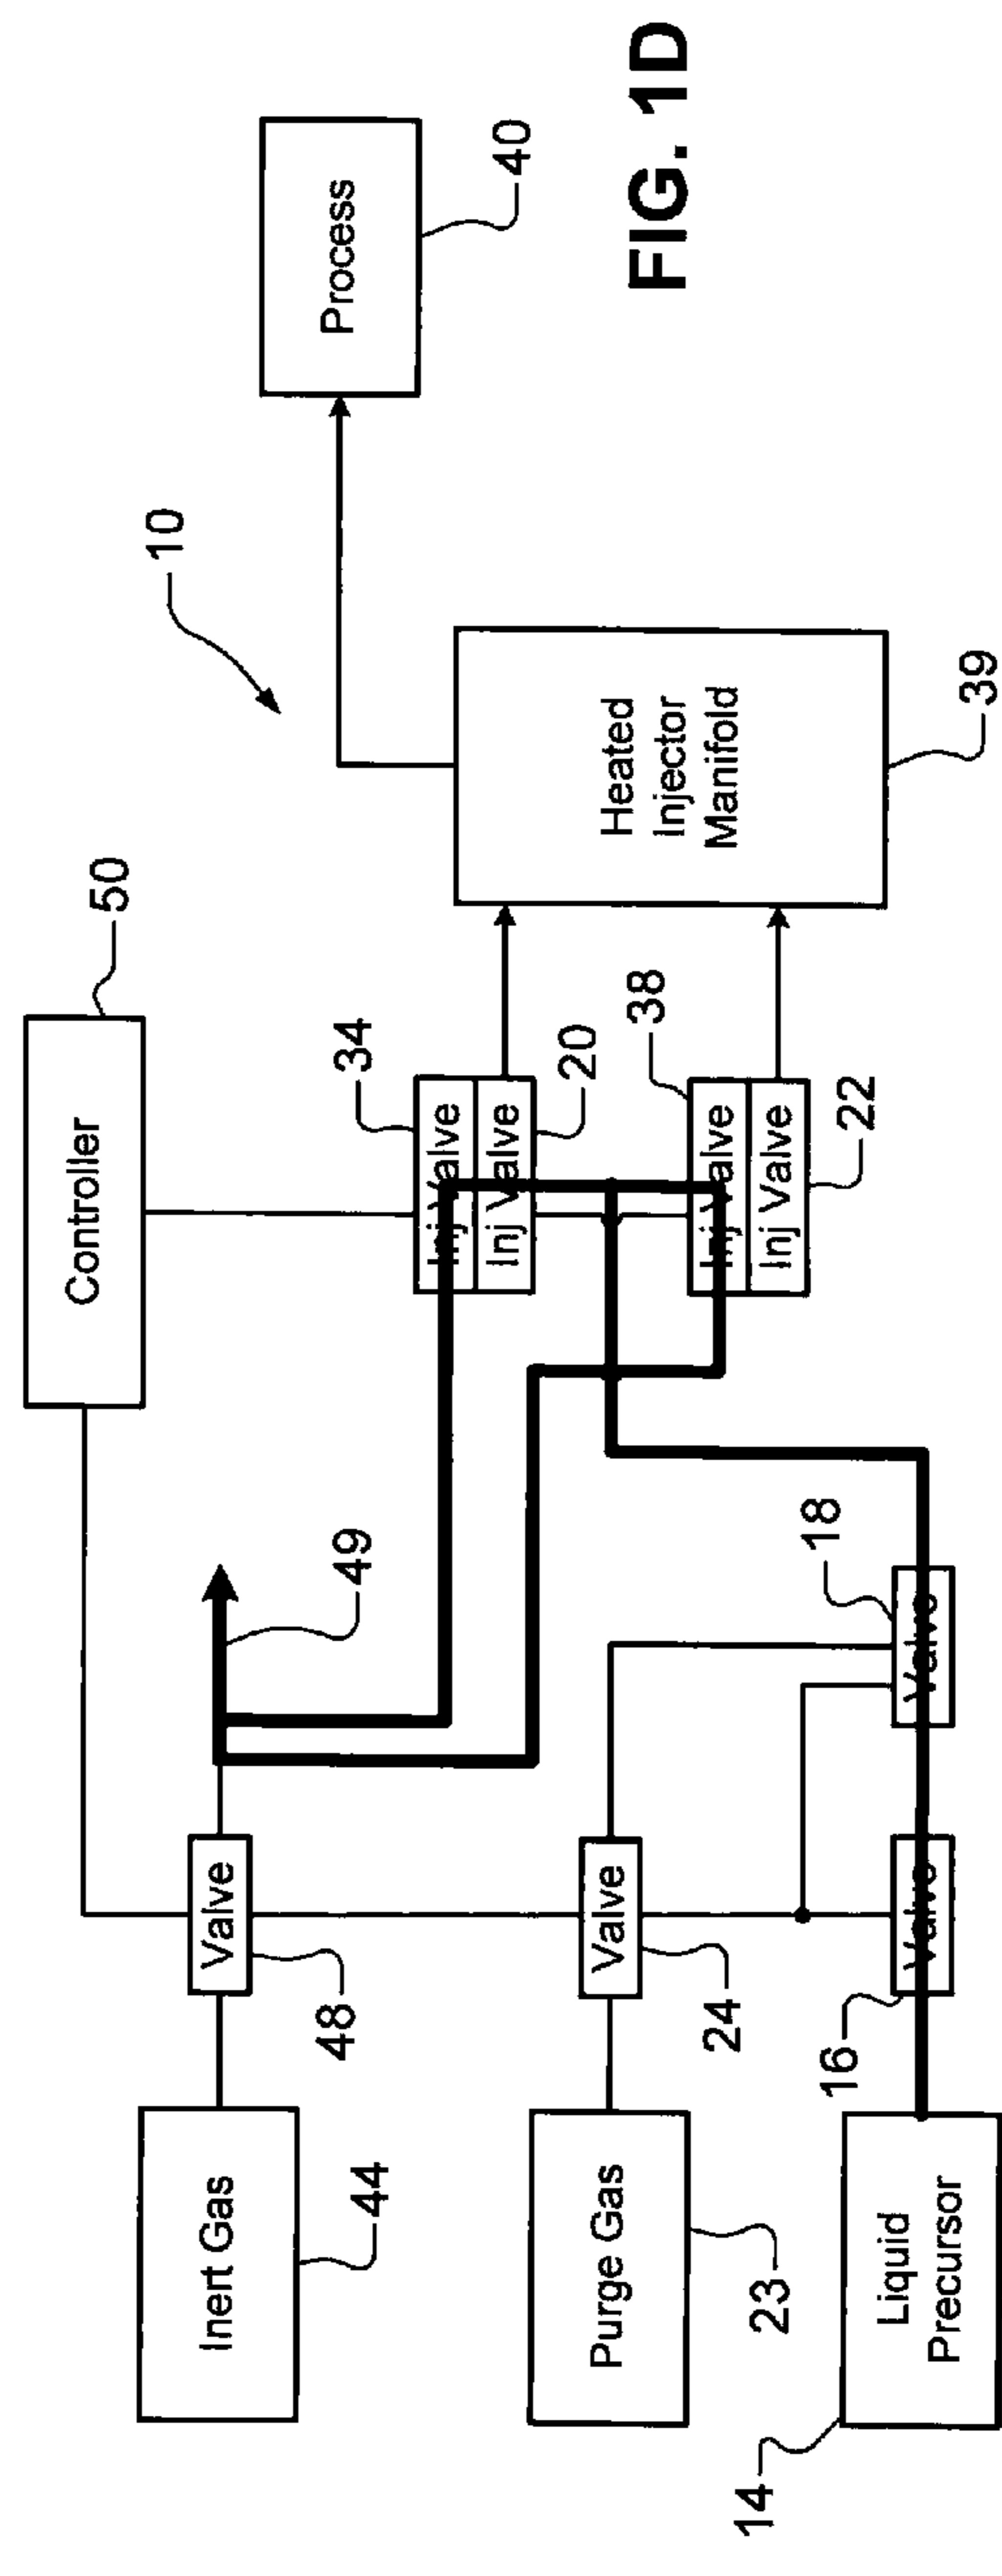 Controller
50
10
Process
40
Inert Gas
44
Valve
48
49
Inj Valve
34
Inj Valve
20
Inj Valve
38
Inj Valve
22
Heated
Injector
Manifold
39
Purge Gas
23
Valve
24
Liquid
Precursor
14
Valve
16
Valve
18
FIG. 1D